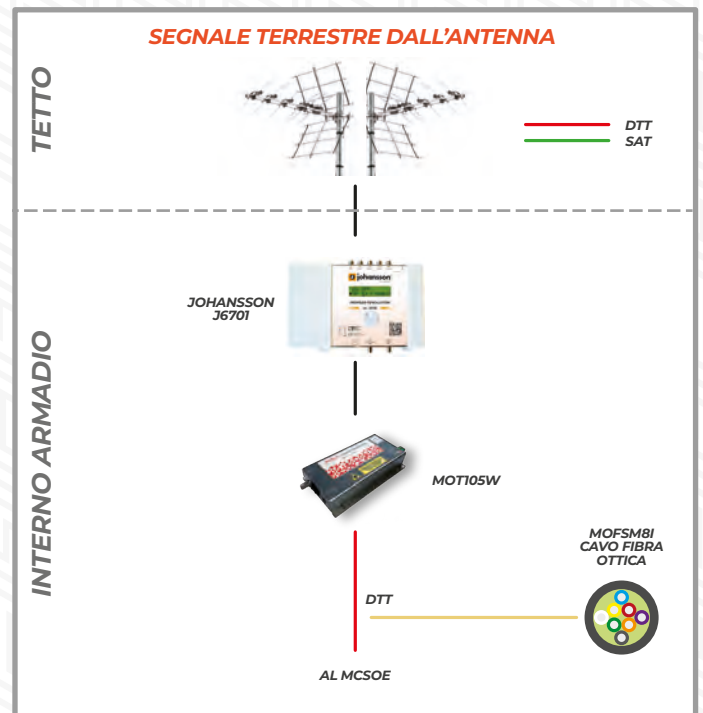 SEGNALE TERRESTRE DALL'ANTENNA
TETTO
DTT
SAT
INTERNO ARMADIO
johansson
JOHANSSON
J6701
MOT105W
MOFSM8I
CAVO FIBRA
OTTICA
DTT
AL MCSOE